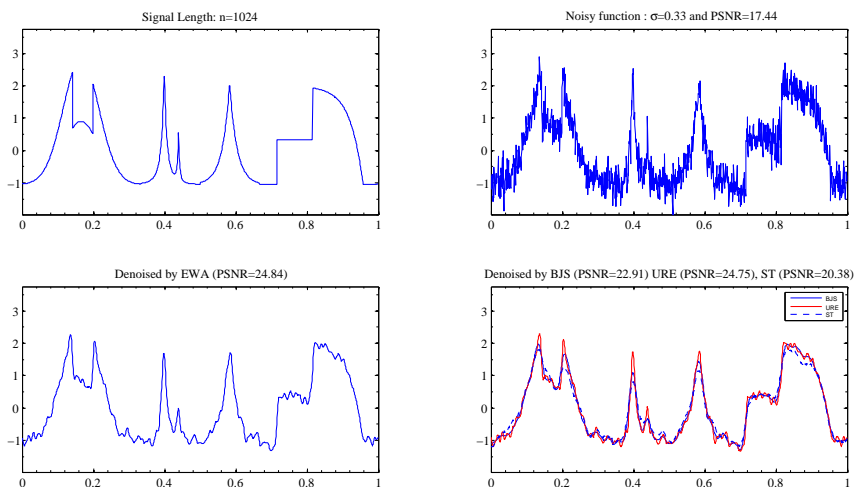 Signal Length: n=1024
3
2
1
0
−1
0 0.2 0.4 0.6 0.8 1
Noisy function : σ=0.33 and PSNR=17.44
3
2
1
0
−1
0 0.2 0.4 0.6 0.8 1
Denoised by EWA (PSNR=24.84)
3
2
1
0
−1
0 0.2 0.4 0.6 0.8 1
Denoised by BJS (PSNR=22.91) URE (PSNR=24.75), ST (PSNR=20.38)
BJS
URE
ST
3
2
1
0
−1
0 0.2 0.4 0.6 0.8 1